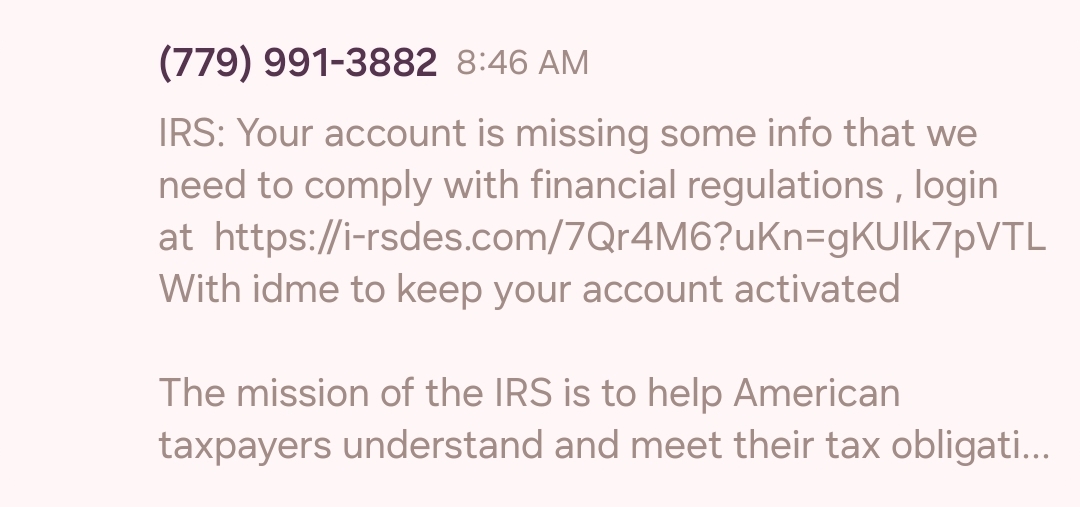 (779) 991-3882 8:46 AM
IRS: Your account is missing some info that we
need to comply with financial regulations , login
at  https://i-rsdes.com/7Qr4M6?uKn=gKUlk7pVTL
With idme to keep your account activated
The mission of the IRS is to help American
taxpayers understand and meet their tax obligati...